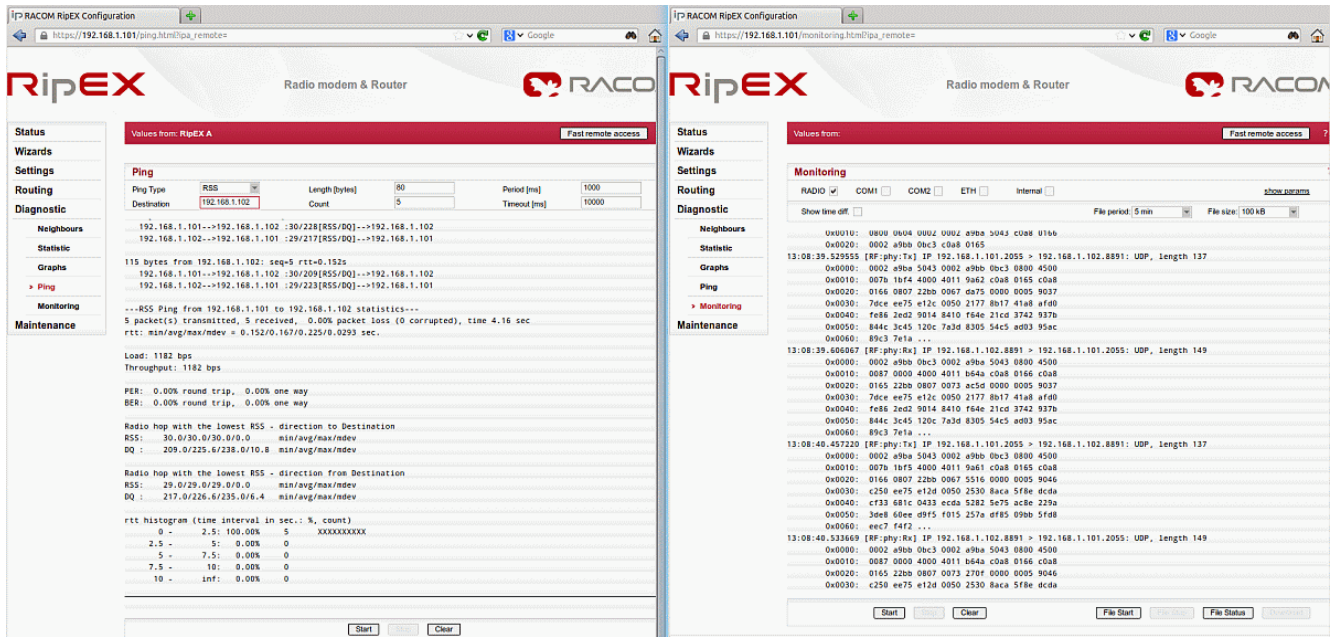 RACOM RipEX Configuration
https://192.168.1.101/ping.html?ipa_remote=
Google
RipEX
Radio modem & Router
RACO
Status
Wizards
Settings
Routing
Diagnostic
Neighbours
Statistic
Graphs
Ping
Monitoring
Maintenance
Values from: RipEX A
Fast remote access
Ping
Ping Type RSS Length [bytes] 80 Period [ms] 1000
Destination 192.168.1.102 Count 5 Timeout [ms] 10000
192.168.1.101-->192.168.1.102 :30/228[RSS/DQ]-->192.168.1.102
192.168.1.102-->192.168.1.101 :29/217[RSS/DQ]-->192.168.1.101
115 bytes from 192.168.1.102: seq=5 rtt=0.152s
192.168.1.101-->192.168.1.102 :30/209[RSS/DQ]-->192.168.1.102
192.168.1.102-->192.168.1.101 :29/223[RSS/DQ]-->192.168.1.101
---RSS Ping from 192.168.1.101 to 192.168.1.102 statistics---
5 packet(s) transmitted, 5 received, 0.00% packet loss (0 corrupted), time 4.16 sec
rtt: min/avg/max/mdev = 0.152/0.167/0.225/0.0293 sec.
Load: 1182 bps
Throughput: 1182 bps
PER: 0.00% round trip, 0.00% one way
BER: 0.00% round trip, 0.00% one way
Radio hop with the lowest RSS - direction to Destination
RSS: 30.0/30.0/30.0/0.0 min/avg/max/mdev
DQ : 209.0/225.6/238.0/10.8 min/avg/max/mdev
Radio hop with the lowest RSS - direction from Destination
RSS: 29.0/29.0/29.0/0.0 min/avg/max/mdev
DQ : 217.0/226.6/235.0/6.4 min/avg/max/mdev
rtt histogram (time interval in sec.: %, count)
0 - 2.5: 100.00% 5 XXXXXXXXXX
2.5 - 5: 0.00% 0
5 - 7.5: 0.00% 0
7.5 - 10: 0.00% 0
10 - inf: 0.00% 0
Start Stop Clear
RACOM RipEX Configuration
https://192.168.1.101/monitoring.html?ipa_remote=
Google
RipEX
Radio modem & Router
RACOM
Status
Wizards
Settings
Routing
Diagnostic
Neighbours
Statistic
Graphs
Ping
Monitoring
Maintenance
Values from:
Fast remote access ?
Monitoring
RADIO COM1 COM2 ETH Internal show params
Show time diff. File period: 5 min File size: 100 kB
0x0010: 0800 0604 0002 0002 a9ba 5043 c0a8 0166
0x0020: 0002 a9bb 0bc3 c0a8 0165
13:08:39.529555 [RF:phy:Tx] IP 192.168.1.101.2055 > 192.168.1.102.8891: UDP, length 137
0x0000: 0002 a9ba 5043 0002 a9bb 0bc3 0800 4500
0x0010: 007b 1bf4 4000 4011 9a62 c0a8 0165 c0a8
0x0020: 0166 0807 22bb 0067 da75 0000 0005 9037
0x0030: 7dce ee75 e12c 0050 2177 8b17 41a8 afd0
0x0040: fe86 2ed2 9014 8410 f64e 21cd 3742 937b
0x0050: 844c 3c45 120c 7a3d 8305 54c5 ad03 95ac
0x0060: 89c3 7e1a ...
13:08:39.606067 [RF:phy:Rx] IP 192.168.1.102.8891 > 192.168.1.101.2055: UDP, length 149
0x0000: 0002 a9bb 0bc3 0002 a9ba 5043 0800 4500
0x0010: 0087 0000 4000 4011 b64a c0a8 0166 c0a8
0x0020: 0165 22bb 0807 0073 ac5d 0000 0005 9037
0x0030: 7dce ee75 e12c 0050 2177 8b17 41a8 afd0
0x0040: fe86 2ed2 9014 8410 f64e 21cd 3742 937b
0x0050: 844c 3c45 120c 7a3d 8305 54c5 ad03 95ac
0x0060: 89c3 7e1a ...
13:08:40.457220 [RF:phy:Tx] IP 192.168.1.101.2055 > 192.168.1.102.8891: UDP, length 137
0x0000: 0002 a9ba 5043 0002 a9bb 0bc3 0800 4500
0x0010: 007b 1bf5 4000 4011 9a61 c0a8 0165 c0a8
0x0020: 0166 0807 22bb 0067 5516 0000 0005 9046
0x0030: c250 ee75 e12d 0050 2530 8aca 5f8e dcda
0x0040: cf33 681c 0433 ecda 5282 5e75 ac8e 229a
0x0050: 3de8 60ee d9f5 f015 257a df85 09bb 5fd8
0x0060: eec7 f4f2 ...
13:08:40.533669 [RF:phy:Rx] IP 192.168.1.102.8891 > 192.168.1.101.2055: UDP, length 149
0x0000: 0002 a9bb 0bc3 0002 a9ba 5043 0800 4500
0x0010: 0087 0000 4000 4011 b64a c0a8 0166 c0a8
0x0020: 0165 22bb 0807 0073 270f 0000 0005 9046
0x0030: c250 ee75 e12d 0050 2530 8aca 5f8e dcda
Start Stop Clear File Start File Stop File Status Download